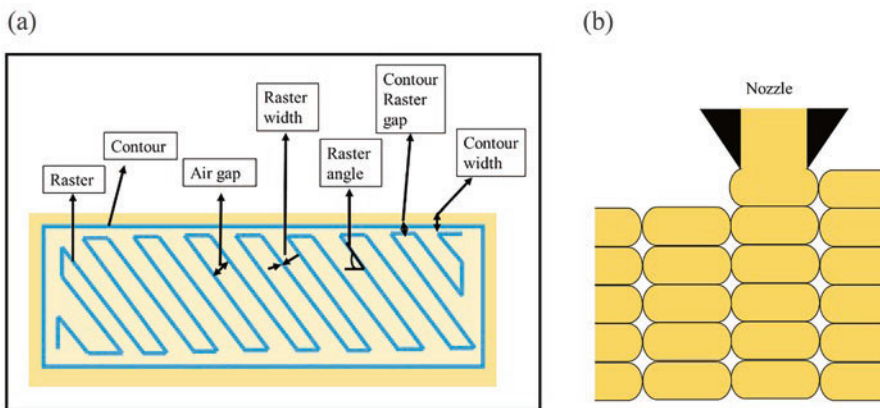 (a)
(b)
Contour
Raster
gap
Raster
width
Nozzle
Contour
Raster
angle
Contour
width
Raster
Air gap